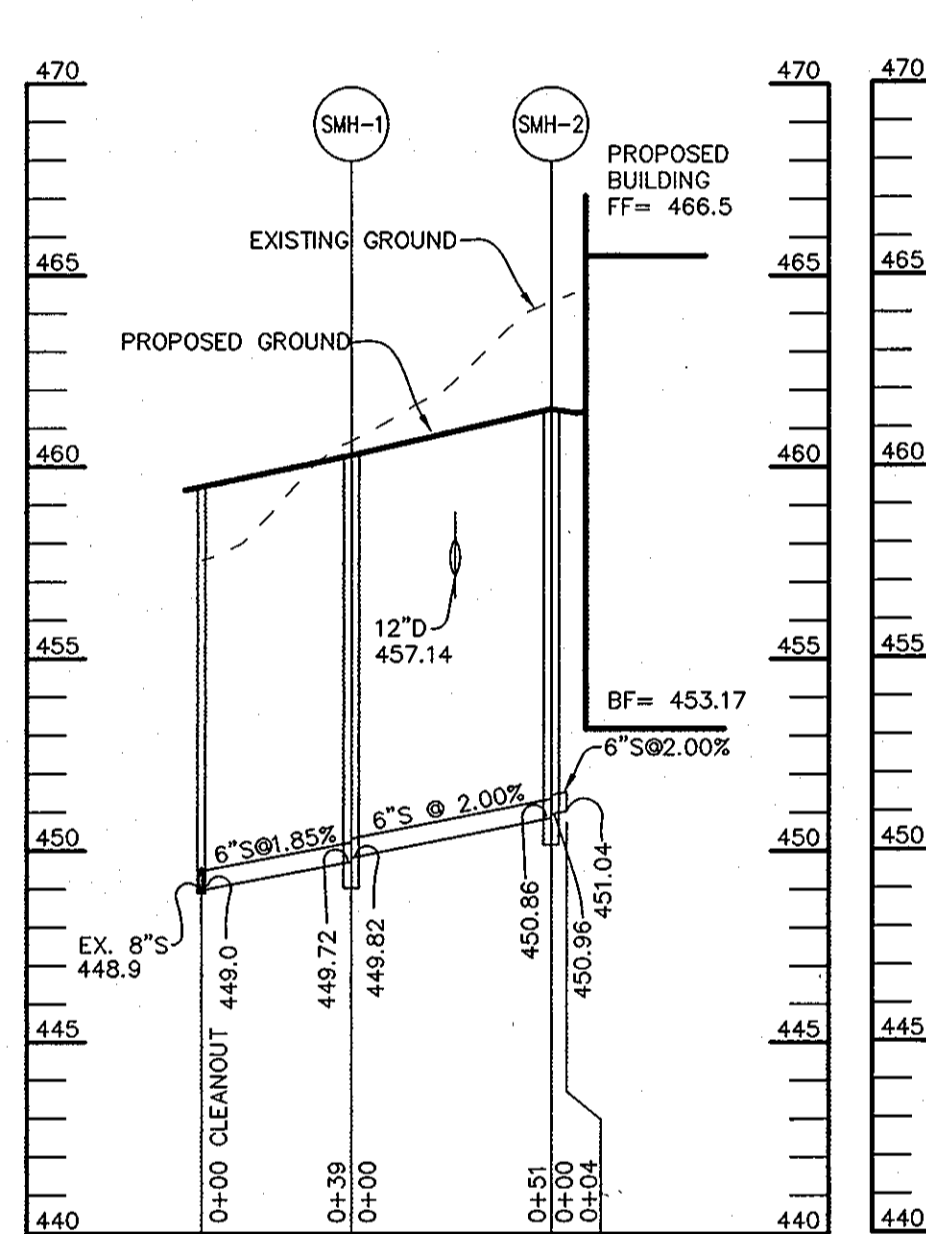 470
470
470
SMH-1
SMH-2
PROPOSED
BUILDING
FF= 466.5
EXISTING GROUND
465
465
465
PROPOSED GROUND
460
460
460
12"D
457.14
455
455
455
BF= 453.17
6"S@2.00%
6"S @ 2.00%
6"S@1.85%
450
450
450
EX. 8"S
448.9
449.0
449.72
449.82
450.86
450.96
451.04
445
445
445
0+00 CLEANOUT
0+39
0+00
0+51
0+00
0+04
440
440
440